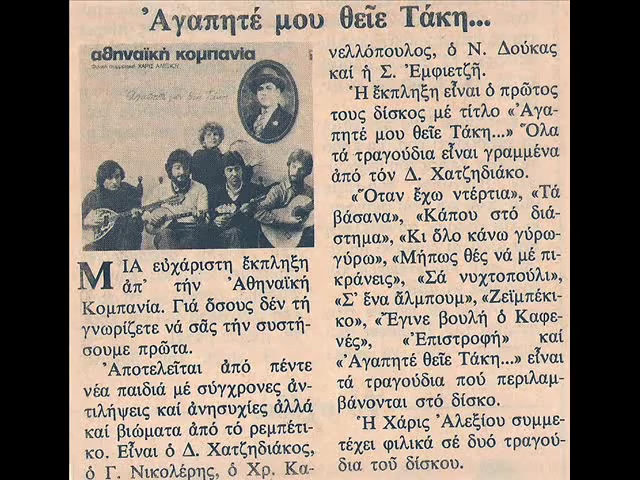 Ἀγαπητέ μου θεῖε Τάκη...
αθηναϊκή κομπανία
Φιλική συμμετοχή: ΧΑΡΙΣ ΑΛΕΞΙΟΥ
Ἀγαπητέ μου θεῖε Τάκη
ΜΙΑ εὐχάριστη ἔκπληξη
ἀπ' τήν Ἀθηναϊκή
Κομπανία. Γιά ὅσους δέν τή
γνωρίζετε νά σᾶς τήν συστή-
σουμε πρῶτα.
Ἀποτελεῖται ἀπό πέντε
νέα παιδιά μέ σύγχρονες ἀν-
τιλήψεις καί ἀνησυχίες ἀλλά
καί βιώματα ἀπό τό ρεμπέτι-
κο. Εἶναι ὁ Δ. Χατζηδιάκος,
ὁ Γ. Νικολέρης, ὁ Χρ. Κα-
νελλόπουλος, ὁ Ν. Δούκας
καί ἡ Σ. Ἐμφιετζῆ.
Ἡ ἔκπληξη εἶναι ὁ πρῶτος
τους δίσκος μέ τίτλο «Ἀγα-
πητέ μου θεῖε Τάκη...» Ὅλα
τά τραγούδια εἶναι γραμμένα
ἀπό τόν Δ. Χατζηδιάκο.
«Ὅταν ἔχω ντέρτια», «Τά
βάσανα», «Κάπου στό διά-
στημα», «Κι ὅλο κάνω γύρω-
γύρω», «Μήπως θές νά μέ πι-
κράνεις», «Σά νυχτοπούλι»,
«Σ' ἕνα ἄλμπουμ», «Ζεϊμπέκι-
κο», «Ἔγινε βουλή ὁ Καφε-
νές», «Ἐπιστροφή» καί
«Ἀγαπητέ θεῖε Τάκη...» εἶναι
τά τραγούδια πού περιλαμ-
βάνονται στό δίσκο.
Ἡ Χάρις Ἀλεξίου συμμε-
τέχει φιλικά σέ δυό τραγού-
δια τοῦ δίσκου.